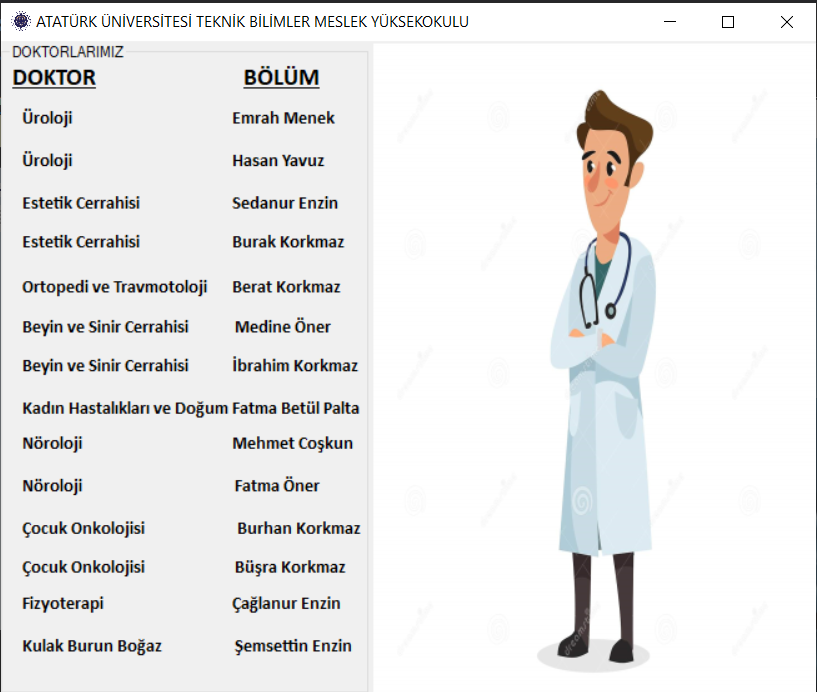 ATATÜRK ÜNİVERSİTESİ TEKNİK BİLİMLER MESLEK YÜKSEKOKULU
DOKTORLARIMIZ
DOKTOR BÖLÜM
Üroloji Emrah Menek
Üroloji Hasan Yavuz
Estetik Cerrahisi Sedanur Enzin
Estetik Cerrahisi Burak Korkmaz
Ortopedi ve Travmotoloji Berat Korkmaz
Beyin ve Sinir Cerrahisi Medine Öner
Beyin ve Sinir Cerrahisi İbrahim Korkmaz
Kadın Hastalıkları ve Doğum Fatma Betül Palta
Nöroloji Mehmet Coşkun
Nöroloji Fatma Öner
Çocuk Onkolojisi Burhan Korkmaz
Çocuk Onkolojisi Büşra Korkmaz
Fizyoterapi Çağlanur Enzin
Kulak Burun Boğaz Şemsettin Enzin